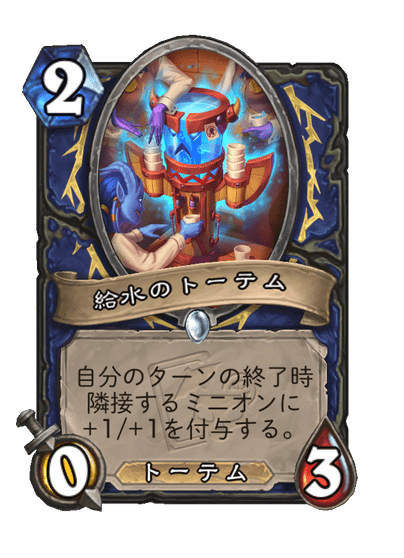 2
給水のトーテム
自分のターンの終了時
隣接するミニオンに
+1/+1を付与する。
0
トーテム
3